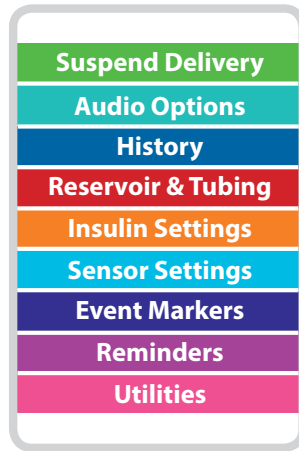 Suspend Delivery
Audio Options
History
Reservoir & Tubing
Insulin Settings
Sensor Settings
Event Markers
Reminders
Utilities